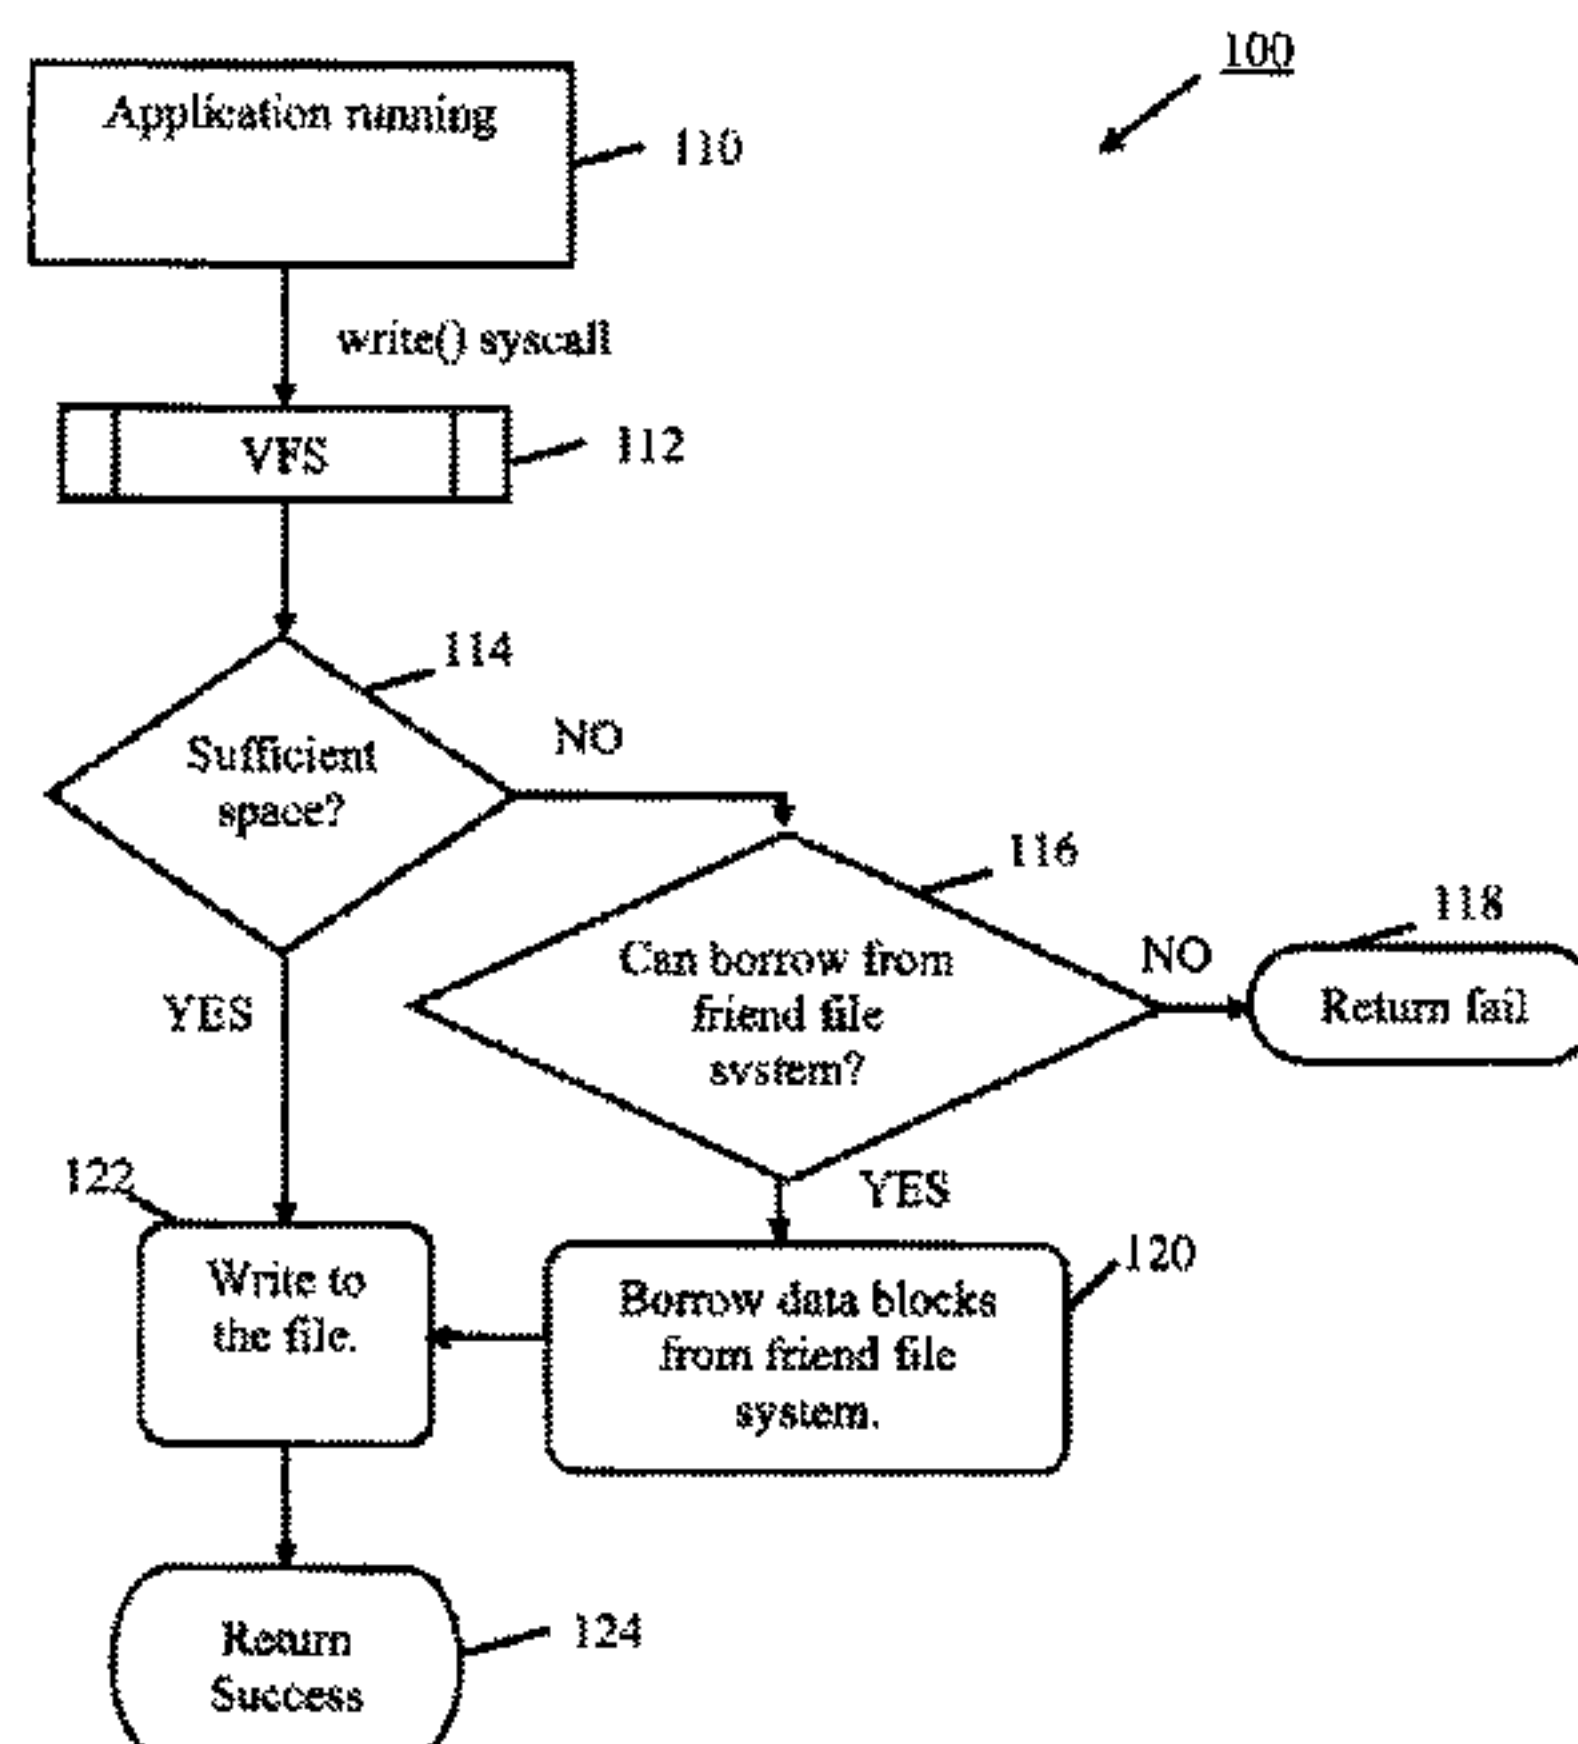 100
Application running
110
write() syscall
VFS
112
114
Sufficient
space?
NO
116
Can borrow from
friend file
system?
NO
118
Return fail
YES
YES
122
Write to
the file.
120
Borrow data blocks
from friend file
system.
Return
Success
124